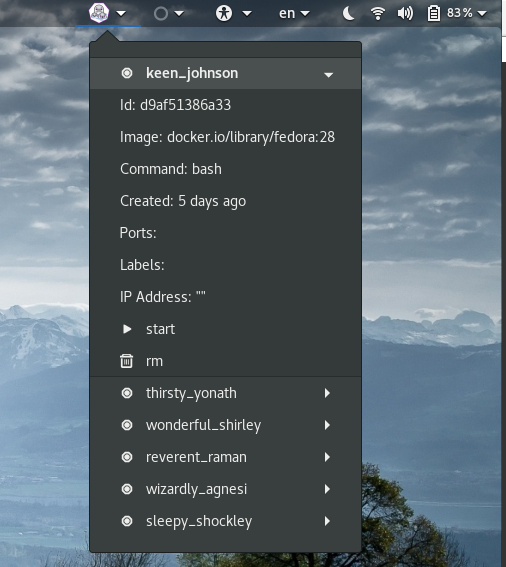 en
83%
keen_johnson
Id: d9af51386a33
Image: docker.io/library/fedora:28
Command: bash
Created: 5 days ago
Ports:
Labels:
IP Address: ""
start
rm
thirsty_yonath
wonderful_shirley
reverent_raman
wizardly_agnesi
sleepy_shockley